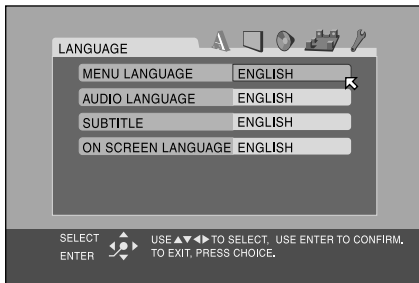 LANGUAGE
MENU LANGUAGE ENGLISH
AUDIO LANGUAGE ENGLISH
SUBTITLE ENGLISH
ON SCREEN LANGUAGE ENGLISH
SELECT USE ▲▼◀▶ TO SELECT, USE ENTER TO CONFIRM.
ENTER TO EXIT, PRESS CHOICE.